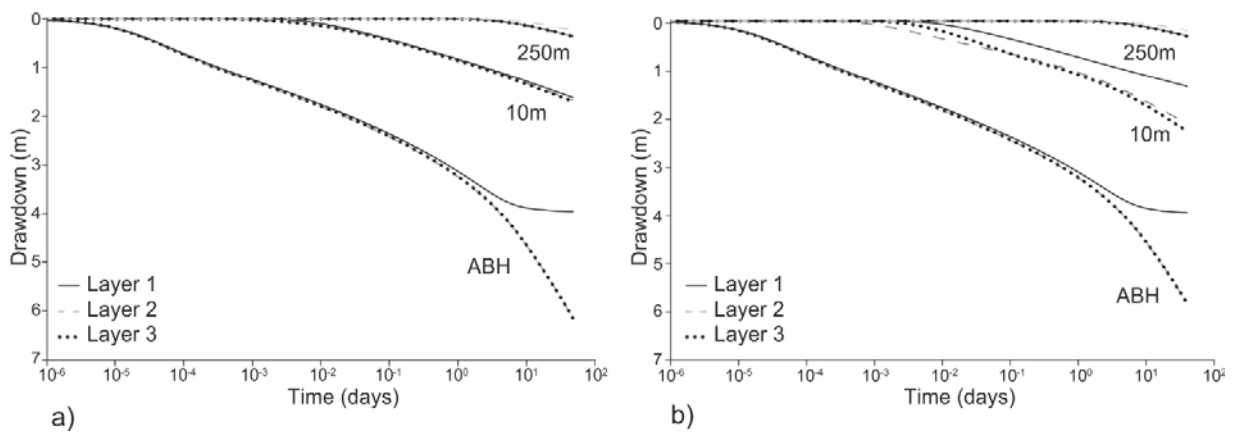 0
1
2
3
4
5
6
7
Drawdown (m)
250m
10m
ABH
Layer 1
Layer 2
Layer 3
10⁻⁶ 10⁻⁵ 10⁻⁴ 10⁻³ 10⁻² 10⁻¹ 10⁰ 10¹ 10²
Time (days)
a)
0
1
2
3
4
5
6
7
Drawdown (m)
250m
10m
ABH
Layer 1
Layer 2
Layer 3
10⁻⁶ 10⁻⁵ 10⁻⁴ 10⁻³ 10⁻² 10⁻¹ 10⁰ 10¹ 10²
Time (days)
b)